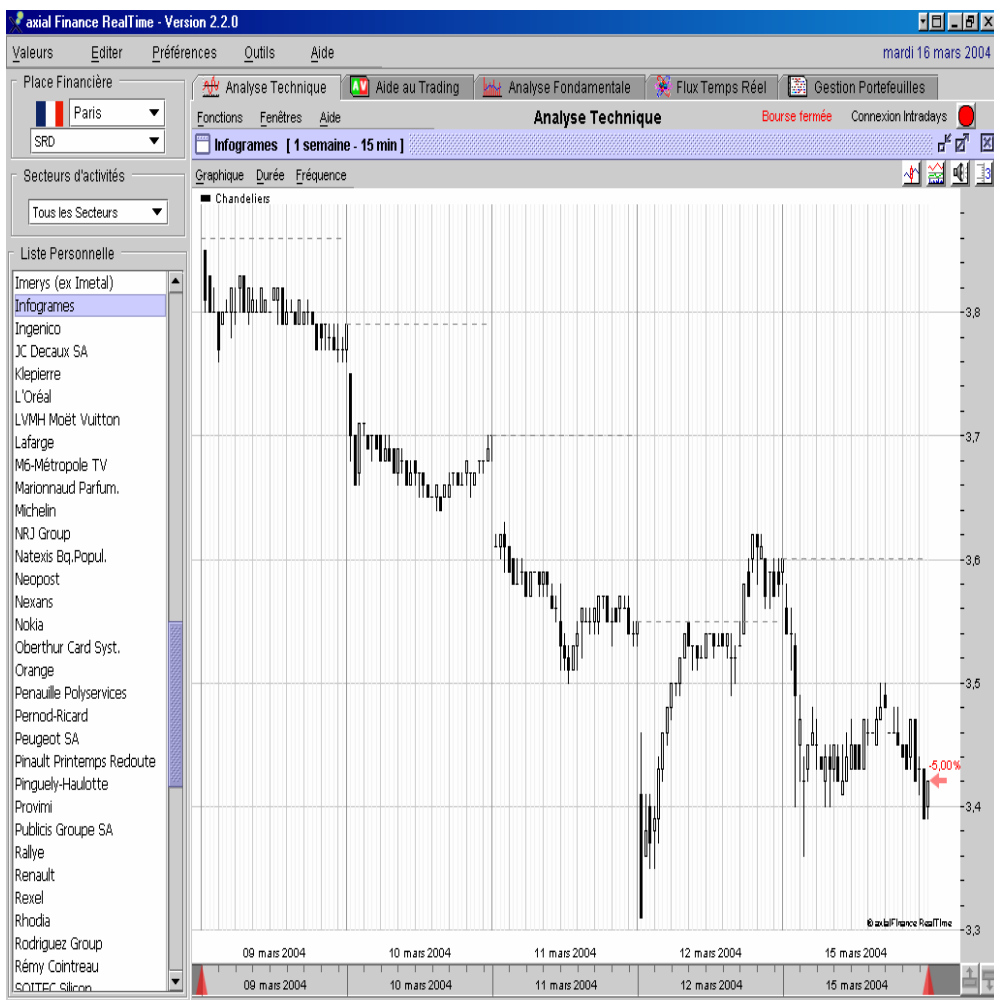 axial Finance RealTime - Version 2.2.0
Valeurs Editer Préférences Outils Aide mardi 16 mars 2004
Place Financière
Paris
SRD
Secteurs d'activités
Tous les Secteurs
Liste Personnelle
Imerys (ex Imetal)
Infogrames
Ingenico
JC Decaux SA
Klepierre
L'Oréal
LVMH Moët Vuitton
Lafarge
M6-Métropole TV
Marionnaud Parfum.
Michelin
NRJ Group
Natexis Bq.Popul.
Neopost
Nexans
Nokia
Oberthur Card Syst.
Orange
Penauille Polyservices
Pernod-Ricard
Peugeot SA
Pinault Printemps Redoute
Pinguely-Haulotte
Provimi
Publicis Groupe SA
Rallye
Renault
Rexel
Rhodia
Rodriguez Group
Rémy Cointreau
SOITEC Silicon
Analyse Technique Aide au Trading Analyse Fondamentale Flux Temps Réel Gestion Portefeuilles
Fonctions Fenêtres Aide Analyse Technique Bourse fermée Connexion Intradays
Infogrames [ 1 semaine - 15 min ]
Graphique Durée Fréquence
Chandeliers
3,8
3,7
3,6
3,5
-5,00%
3,4
© axialFinance RealTime
3,3
09 mars 2004 10 mars 2004 11 mars 2004 12 mars 2004 15 mars 2004
09 mars 2004 10 mars 2004 11 mars 2004 12 mars 2004 15 mars 2004